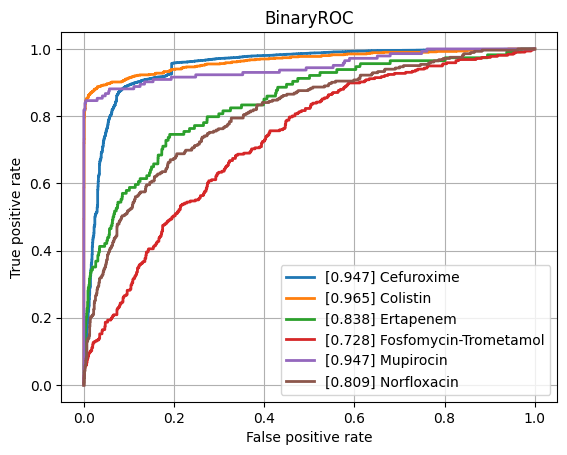 BinaryROC
True positive rate
1.0
0.8
0.6
0.4
0.2
0.0
[0.947] Cefuroxime
[0.965] Colistin
[0.838] Ertapenem
[0.728] Fosfomycin-Trometamol
[0.947] Mupirocin
[0.809] Norfloxacin
0.0 0.2 0.4 0.6 0.8 1.0
False positive rate